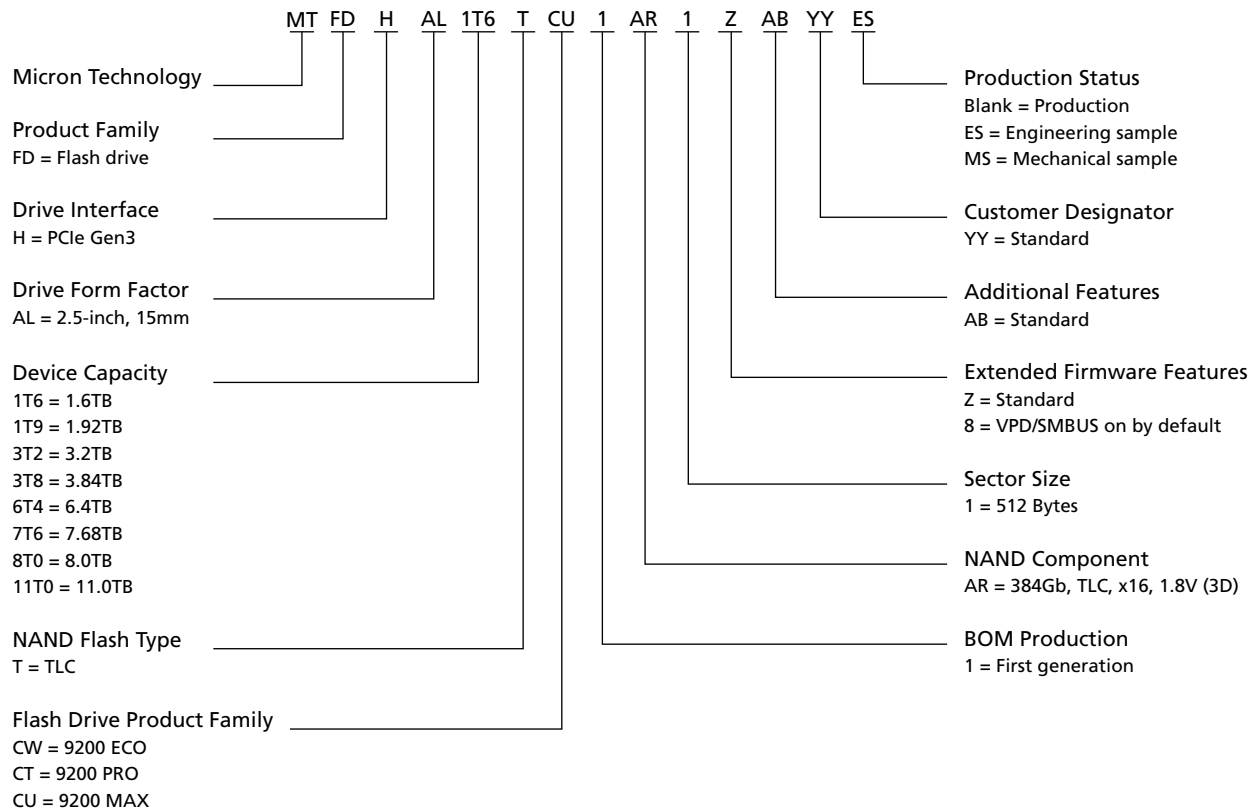 MT FD H AL 1T6 T CU 1 AR 1 Z AB YY ES
Micron Technology
Product Family
FD = Flash drive
Drive Interface
H = PCIe Gen3
Drive Form Factor
AL = 2.5-inch, 15mm
Device Capacity
1T6 = 1.6TB
1T9 = 1.92TB
3T2 = 3.2TB
3T8 = 3.84TB
6T4 = 6.4TB
7T6 = 7.68TB
8T0 = 8.0TB
11T0 = 11.0TB
NAND Flash Type
T = TLC
Flash Drive Product Family
CW = 9200 ECO
CT = 9200 PRO
CU = 9200 MAX
Production Status
Blank = Production
ES = Engineering sample
MS = Mechanical sample
Customer Designator
YY = Standard
Additional Features
AB = Standard
Extended Firmware Features
Z = Standard
8 = VPD/SMBUS on by default
Sector Size
1 = 512 Bytes
NAND Component
AR = 384Gb, TLC, x16, 1.8V (3D)
BOM Production
1 = First generation